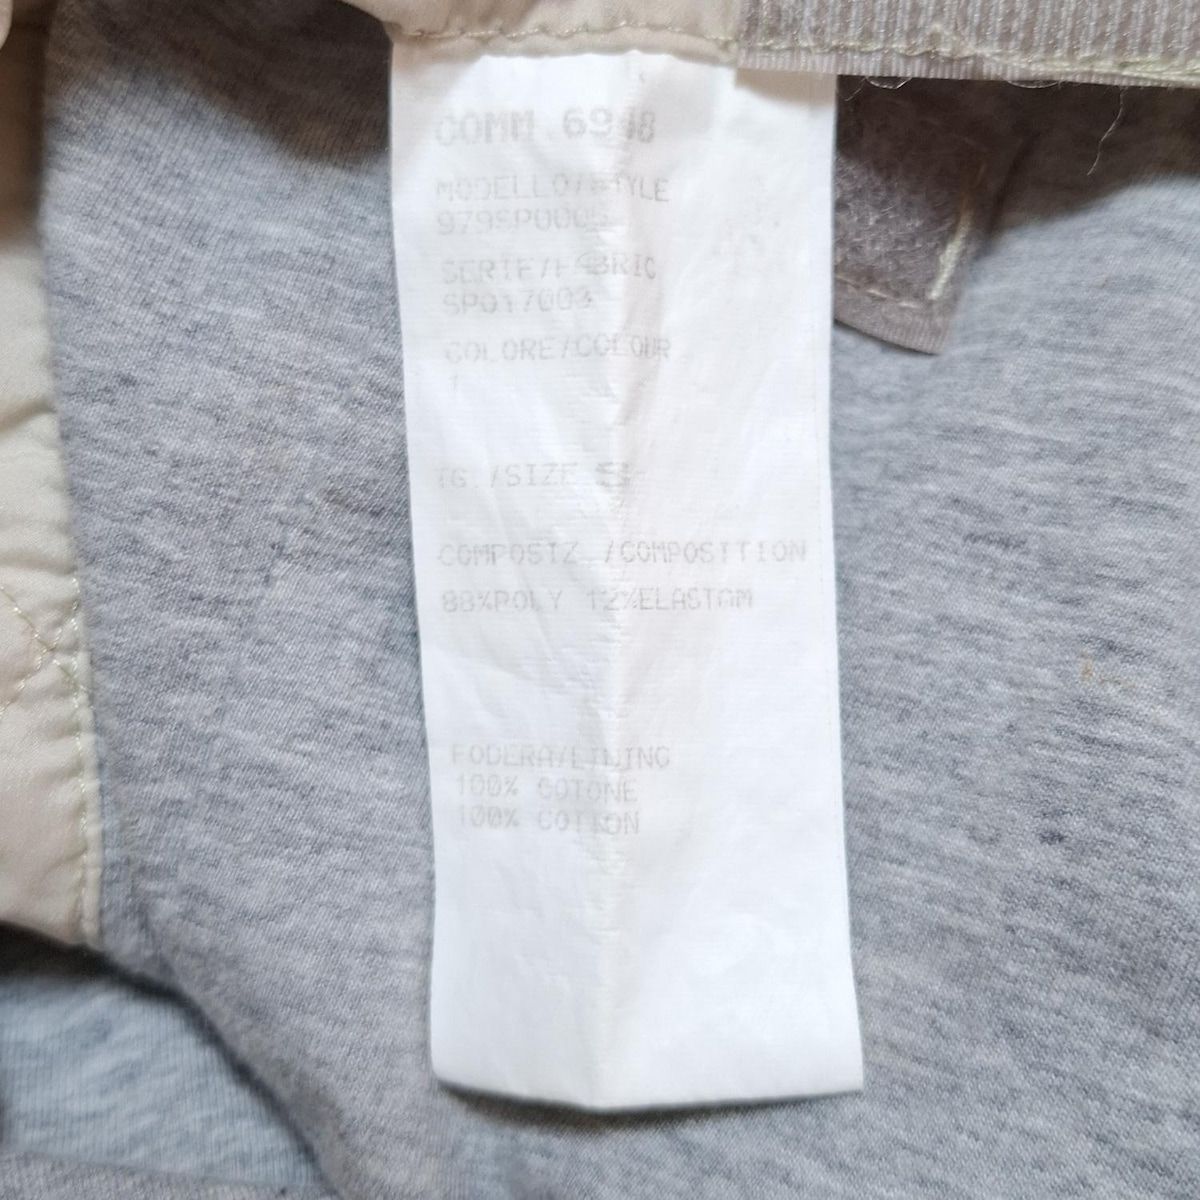 COMM
MODELLO/STYLE
SERIE/FABRIC
SP017003
COLORE/COLOUR
1
TG./SIZE
COMPOSIZ./COMPOSITION
88%POLY 12%ELASTAM
FODERA/LINING
100% COTONE
100% COTTON